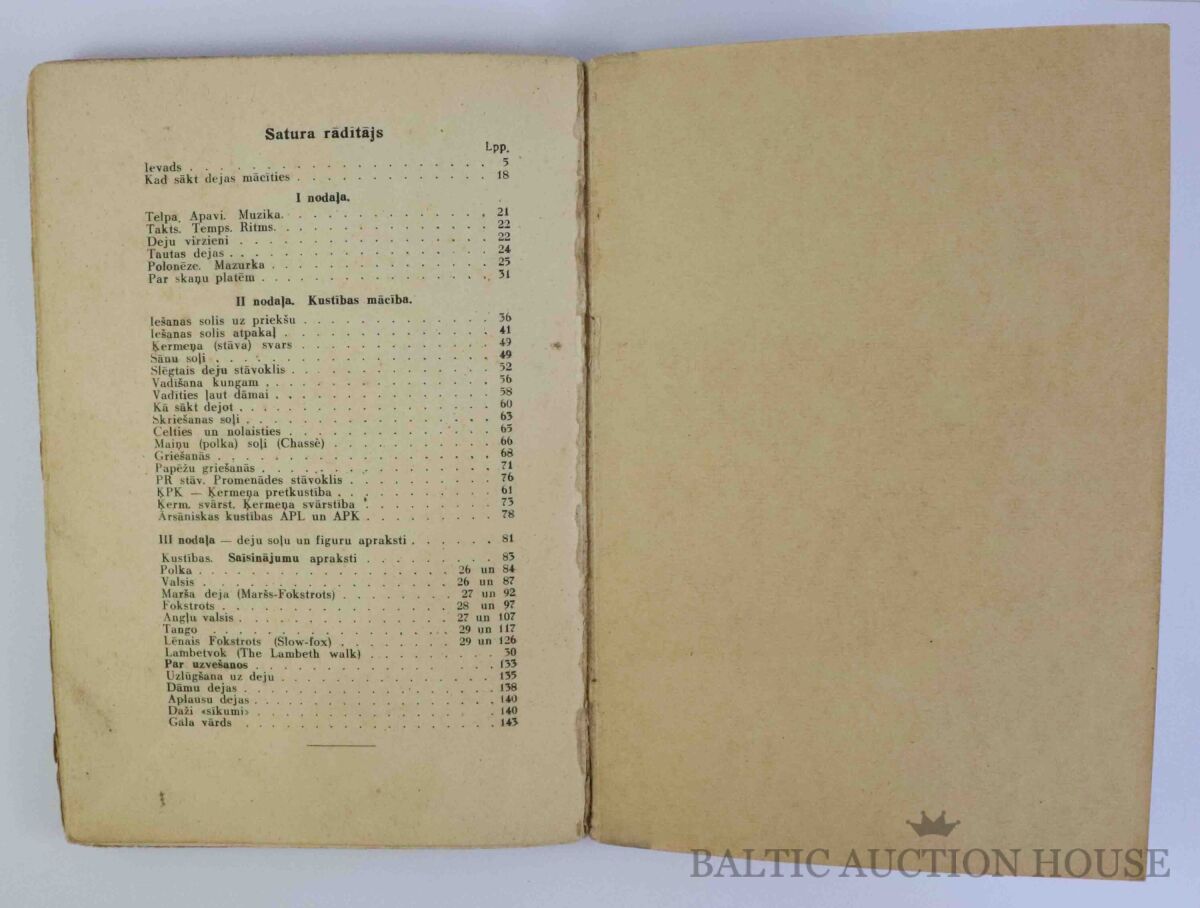 Satura rādītājs
Lpp.
Ievads . . . . . . . . . . . . . . . . . . 5
Kad sākt dejas mācīties . . . . . . . . . . . . 18
I nodaļa.
Telpa. Apavi. Muzika. . . . . . . . . . . . . 21
Takts. Temps. Ritms. . . . . . . . . . . . . 22
Deju virzieni . . . . . . . . . . . . . . . 22
Tautas dejas . . . . . . . . . . . . . . . 24
Polonēze. Mazurka . . . . . . . . . . . . . 25
Par skaņu platēm . . . . . . . . . . . . . 31
II nodaļa. Kustības mācība.
Iešanas solis uz priekšu . . . . . . . . . . . 36
Iešanas solis atpakaļ . . . . . . . . . . . . 41
Ķermeņa (stāva) svars . . . . . . . . . . . 49
Sānu soļi . . . . . . . . . . . . . . . . 49
Slēgtais deju stāvoklis . . . . . . . . . . . 52
Vadīšana kungam . . . . . . . . . . . . . 56
Vadīties ļaut dāmai . . . . . . . . . . . . 58
Kā sākt dejot . . . . . . . . . . . . . . 60
Skriešanas soļi . . . . . . . . . . . . . . 63
Celties un nolaisties . . . . . . . . . . . . 65
Maiņu (polka) soļi (Chassè) . . . . . . . . . 66
Griešanās . . . . . . . . . . . . . . . . 68
Papēžu griešanās . . . . . . . . . . . . . 71
PR stāv. Promenādes stāvoklis . . . . . . . . 76
ĶPK — Ķermeņa pretkustība . . . . . . . . . 61
Ķerm. svārst. Ķermeņa svārstība . . . . . . . . 73
Ārsāniskas kustības APL un APK . . . . . . . . 78
III nodaļa — deju soļu un figuru apraksti . . . . . . 81
Kustības. Saīsinājumu apraksti . . . . . . . . 83
Polka . . . . . . . . . . . . . . . 26 un 84
Valsis . . . . . . . . . . . . . . . 26 un 87
Marša deja (Maršs-Fokstrots) . . . . . . . 27 un 92
Fokstrots . . . . . . . . . . . . . . 28 un 97
Angļu valsis . . . . . . . . . . . . . 27 un 107
Tango . . . . . . . . . . . . . . . 29 un 117
Lēnais Fokstrots (Slow-fox) . . . . . . . 29 un 126
Lambetvok (The Lambeth walk) . . . . . . . . 30
Par uzvešanos . . . . . . . . . . . . . . 133
Uzlūgšana uz deju . . . . . . . . . . . . . 135
Dāmu dejas . . . . . . . . . . . . . . . 138
Aplausu dejas . . . . . . . . . . . . . . 140
Daži «sīkumi» . . . . . . . . . . . . . . 140
Gala vārds . . . . . . . . . . . . . . . 143
BALTIC AUCTION HOUSE